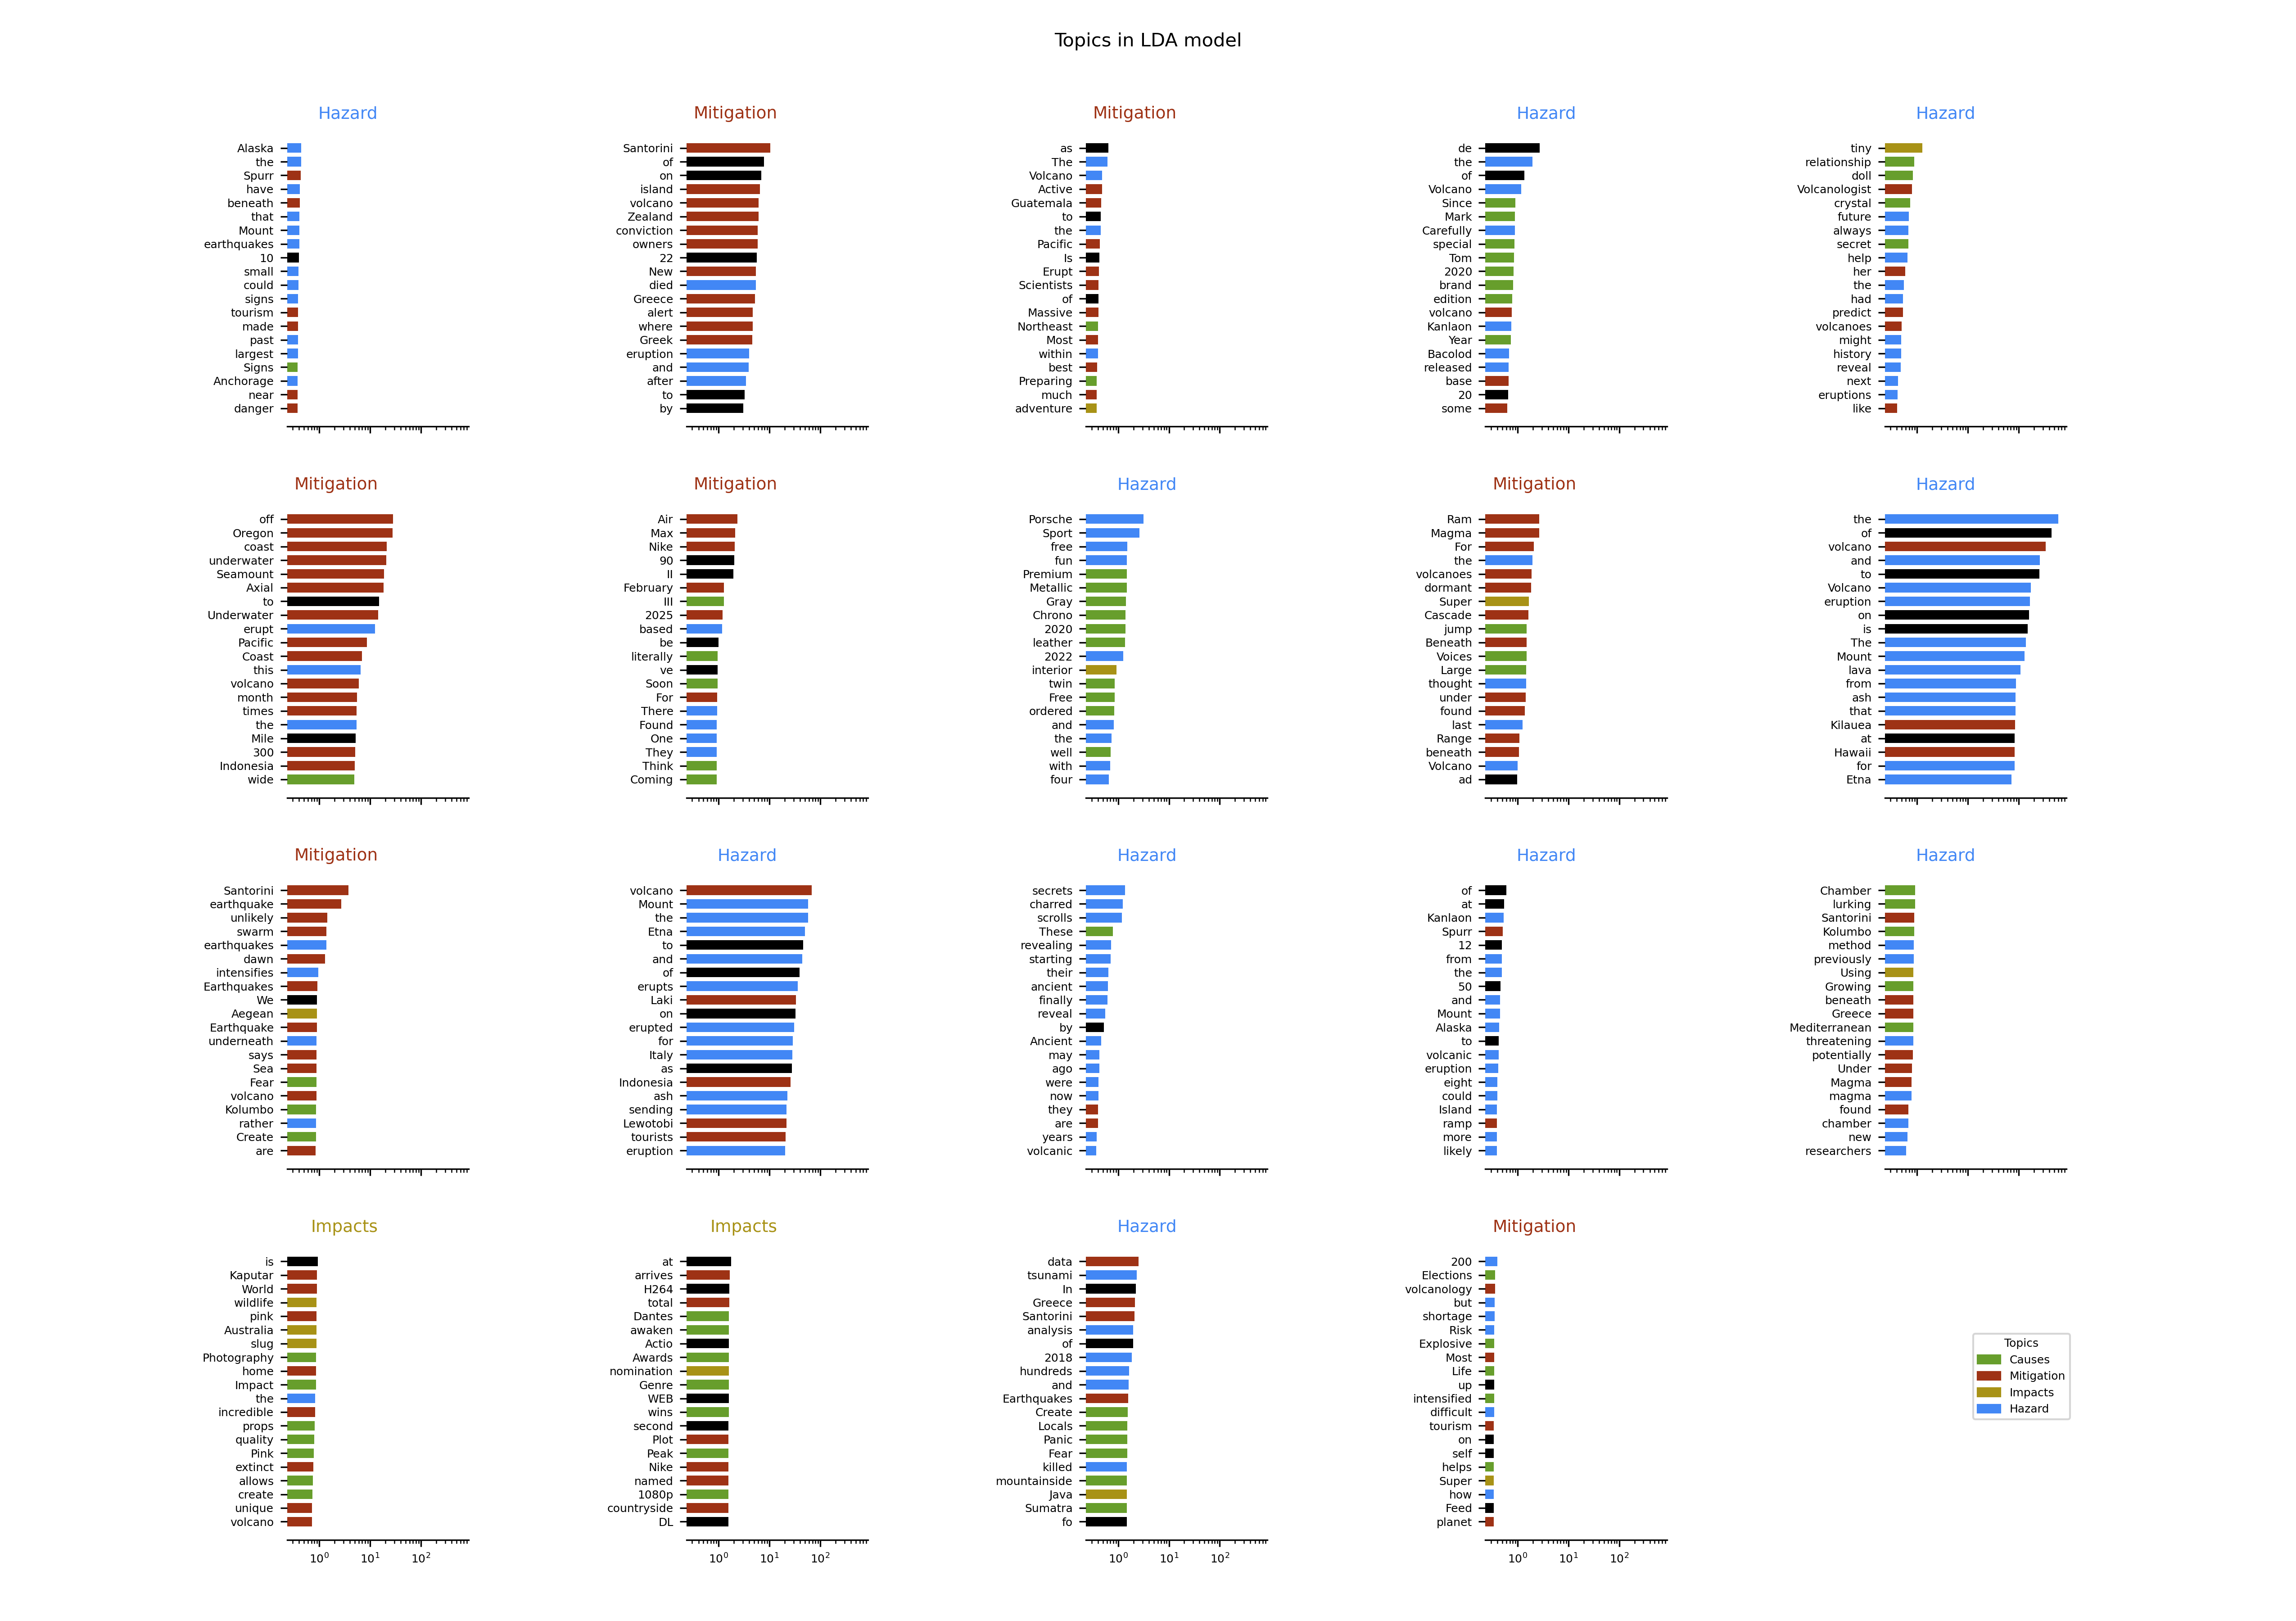 Topics in LDA model
Hazard
Alaska
the
Spurr
have
beneath
that
Mount
earthquakes
10
small
could
signs
tourism
made
past
largest
Signs
Anchorage
near
danger
Mitigation
Santorini
of
on
island
volcano
Zealand
conviction
owners
22
New
died
Greece
alert
where
Greek
eruption
and
after
to
by
Mitigation
as
The
Volcano
Active
Guatemala
to
the
Pacific
Is
Erupt
Scientists
of
Massive
Northeast
Most
within
best
Preparing
much
adventure
Hazard
de
the
of
Volcano
Since
Mark
Carefully
special
Tom
2020
brand
edition
volcano
Kanlaon
Year
Bacolod
released
base
20
some
Hazard
tiny
relationship
doll
Volcanologist
crystal
future
always
secret
help
her
the
had
predict
volcanoes
might
history
reveal
next
eruptions
like
Mitigation
off
Oregon
coast
underwater
Seamount
Axial
to
Underwater
erupt
Pacific
Coast
this
volcano
month
times
the
Mile
300
Indonesia
wide
Mitigation
Air
Max
Nike
90
II
February
III
2025
based
be
literally
ve
Soon
For
There
Found
One
They
Think
Coming
Hazard
Porsche
Sport
free
fun
Premium
Metallic
Gray
Chrono
2020
leather
2022
interior
twin
Free
ordered
and
the
well
with
four
Mitigation
Ram
Magma
For
the
volcanoes
dormant
Super
Cascade
jump
Beneath
Voices
Large
thought
under
found
last
Range
beneath
Volcano
ad
Hazard
the
of
volcano
and
to
Volcano
eruption
on
is
The
Mount
lava
from
ash
that
Kilauea
at
Hawaii
for
Etna
Mitigation
Santorini
earthquake
unlikely
swarm
earthquakes
dawn
intensifies
Earthquakes
We
Aegean
Earthquake
underneath
says
Sea
Fear
volcano
Kolumbo
rather
Create
are
Hazard
volcano
Mount
the
Etna
to
and
of
erupts
Laki
on
erupted
for
Italy
as
Indonesia
ash
sending
Lewotobi
tourists
eruption
Hazard
secrets
charred
scrolls
These
revealing
starting
their
ancient
finally
reveal
by
Ancient
may
ago
were
now
they
are
years
volcanic
Hazard
of
at
Kanlaon
Spurr
12
from
the
50
and
Mount
Alaska
to
volcanic
eruption
eight
could
Island
ramp
more
likely
Hazard
Chamber
lurking
Santorini
Kolumbo
method
previously
Using
Growing
beneath
Greece
Mediterranean
threatening
potentially
Under
Magma
magma
found
chamber
new
researchers
Impacts
is
Kaputar
World
wildlife
pink
Australia
slug
Photography
home
Impact
the
incredible
props
quality
Pink
extinct
allows
create
unique
volcano
10⁰ 10¹ 10²
Impacts
at
arrives
H264
total
Dantes
awaken
Actio
Awards
nomination
Genre
WEB
wins
second
Plot
Peak
Nike
named
1080p
countryside
DL
10⁰ 10¹ 10²
Hazard
data
tsunami
In
Greece
Santorini
analysis
of
2018
hundreds
and
Earthquakes
Create
Locals
Panic
Fear
killed
mountainside
Java
Sumatra
fo
10⁰ 10¹ 10²
Mitigation
200
Elections
volcanology
but
shortage
Risk
Explosive
Most
Life
up
intensified
difficult
tourism
on
self
helps
Super
how
Feed
planet
10⁰ 10¹ 10²
Topics
Causes
Mitigation
Impacts
Hazard